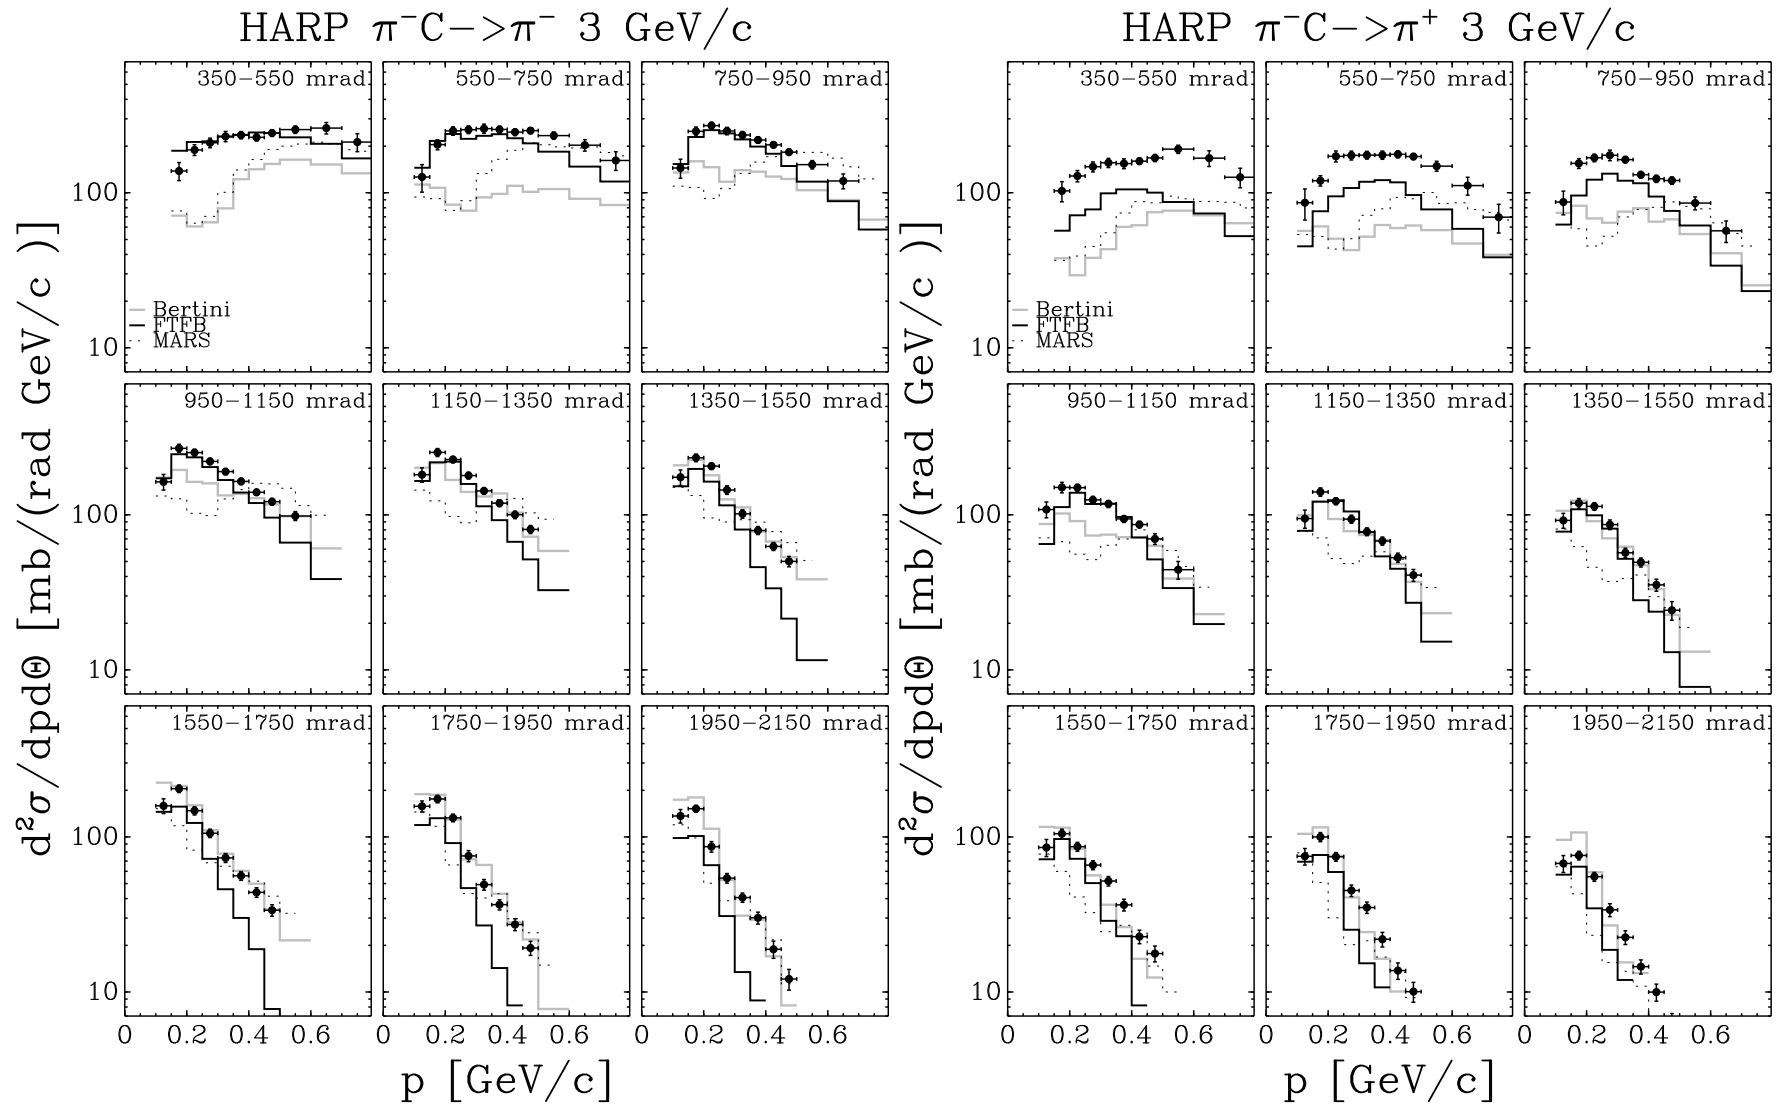 HARP π⁻C−>π⁻ 3 GeV/c
HARP π⁻C−>π⁺ 3 GeV/c
350−550 mrad
550−750 mrad
750−950 mrad
350−550 mrad
550−750 mrad
750−950 mrad
100
100
Bertini
FTFB
MARS
Bertini
FTFB
MARS
10
10
950−1150 mrad
1150−1350 mrad
1350−1550 mrad
950−1150 mrad
1150−1350 mrad
1350−1550 mrad
100
100
10
10
1550−1750 mrad
1750−1950 mrad
1950−2150 mrad
1550−1750 mrad
1750−1950 mrad
1950−2150 mrad
100
100
10
10
0 0.2 0.4 0.6 0 0.2 0.4 0.6 0 0.2 0.4 0.6
0 0.2 0.4 0.6 0 0.2 0.4 0.6 0 0.2 0.4 0.6
p [GeV/c]
p [GeV/c]
d²σ/dpdΘ [mb/(rad GeV/c )]
d²σ/dpdΘ [mb/(rad GeV/c )]